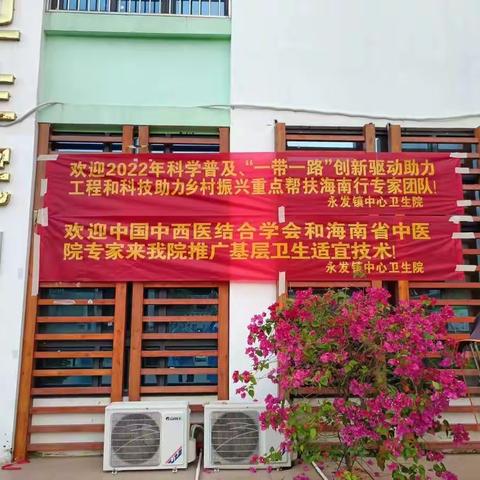 欢迎2022年科学普及、“一带一路”创新驱动助力
工程和科技助力乡村振兴重点帮扶海南行专家团队!
永发镇中心卫生院
欢迎中国中西医结合学会和海南省中医
院专家来我院推广基层卫生适宜技术!
永发镇中心卫生院